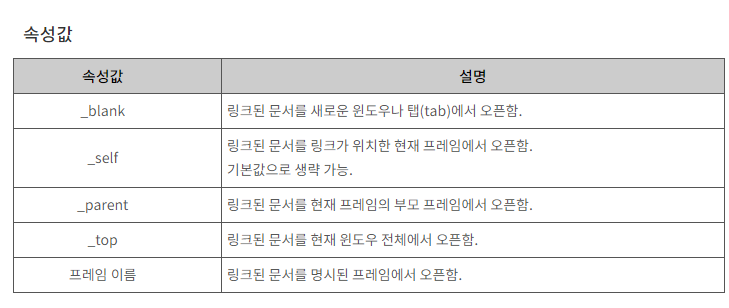 속성값
속성값 설명
_blank 링크된 문서를 새로운 윈도우나 탭(tab)에서 오픈함.
_self 링크된 문서를 링크가 위치한 현재 프레임에서 오픈함.
기본값으로 생략 가능.
_parent 링크된 문서를 현재 프레임의 부모 프레임에서 오픈함.
_top 링크된 문서를 현재 윈도우 전체에서 오픈함.
프레임 이름 링크된 문서를 명시된 프레임에서 오픈함.